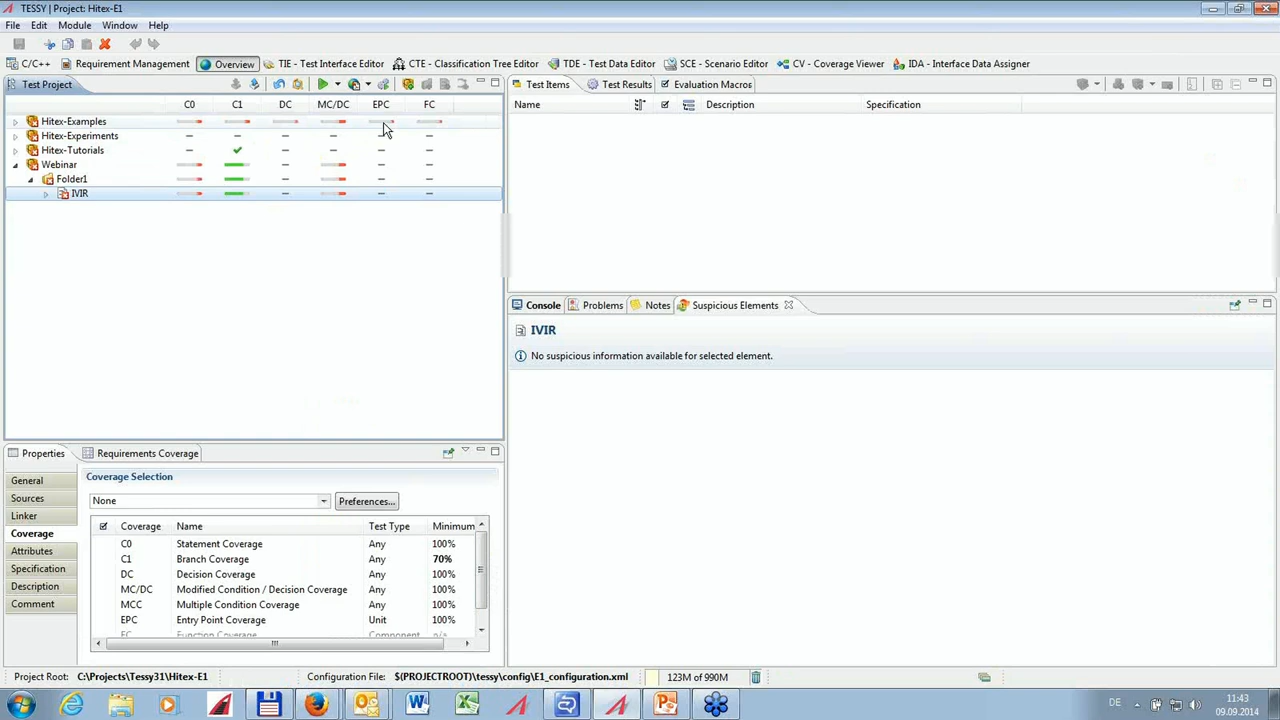 TESSY | Project: Hitex-E1
File Edit Module Window Help
C/C++ Requirement Management Overview TIE - Test Interface Editor CTE - Classification Tree Editor TDE - Test Data Editor SCE - Scenario Editor CV - Coverage Viewer IDA - Interface Data Assigner
Test Project
C0 C1 DC MC/DC EPC FC
Hitex-Examples
Hitex-Experiments
Hitex-Tutorials
Webinar
Folder1
IVIR
Test Items Test Results Evaluation Macros
Name Description Specification
Console Problems Notes Suspicious Elements
IVIR
No suspicious information available for selected element.
Properties Requirements Coverage
General
Sources
Linker
Coverage
Attributes
Specification
Description
Comment
Coverage Selection
None Preferences...
Coverage Name Test Type Minimum
C0 Statement Coverage Any 100%
C1 Branch Coverage Any 70%
DC Decision Coverage Any 100%
MC/DC Modified Condition / Decision Coverage Any 100%
MCC Multiple Condition Coverage Any 100%
EPC Entry Point Coverage Unit 100%
FC Function Coverage Component n/s
Project Root: C:\Projects\Tessy31\Hitex-E1 Configuration File: $(PROJECTROOT)\tessy\config\E1_configuration.xml 123M of 990M
DE 11:43
09.09.2014